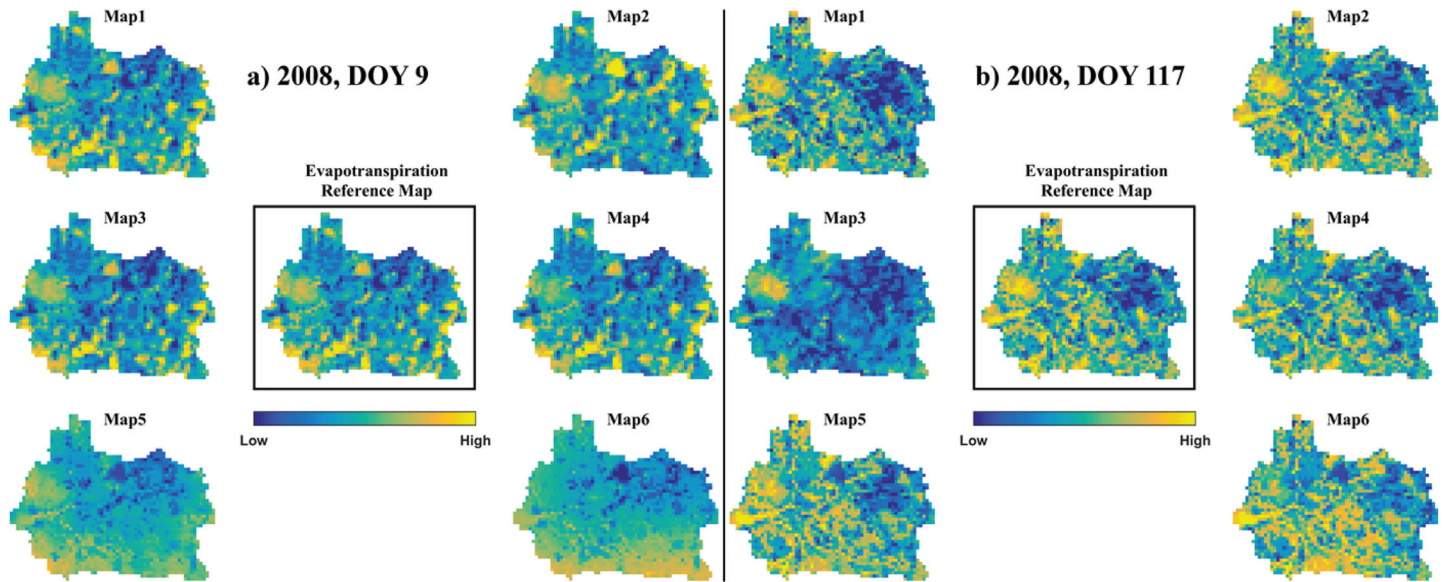 Map1
Map2
a) 2008, DOY 9
Evapotranspiration
Reference Map
Map3
Map4
Low
High
Map5
Map6
Map1
Map2
b) 2008, DOY 117
Evapotranspiration
Reference Map
Map3
Map4
Low
High
Map5
Map6